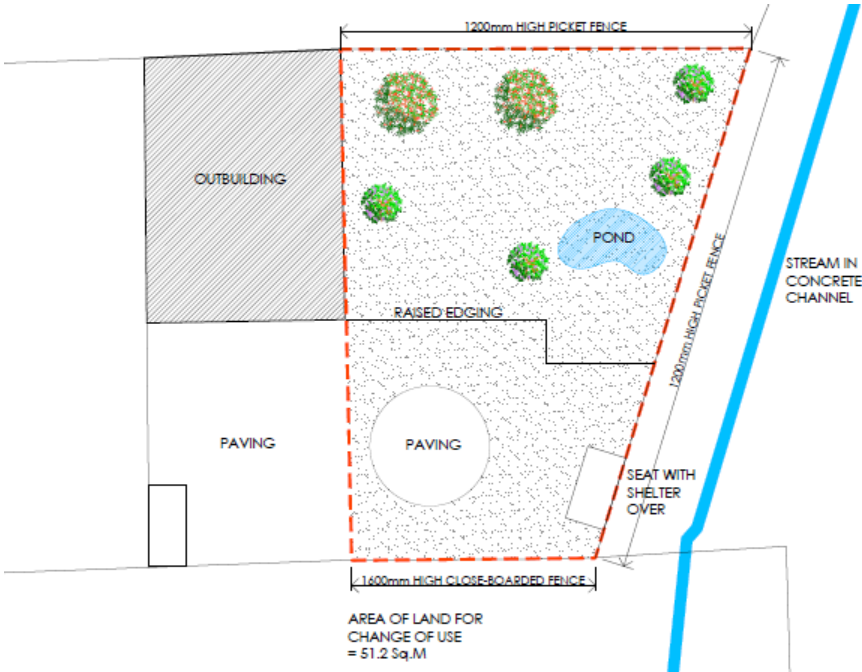 1200mm HIGH PICKET FENCE
OUTBUILDING
POND
STREAM IN
CONCRETE
CHANNEL
1200mm HIGH PICKET FENCE
RAISED EDGING
PAVING
PAVING
SEAT WITH
SHELTER
OVER
1600mm HIGH CLOSE-BOARDED FENCE
AREA OF LAND FOR
CHANGE OF USE
= 51.2 Sq.M